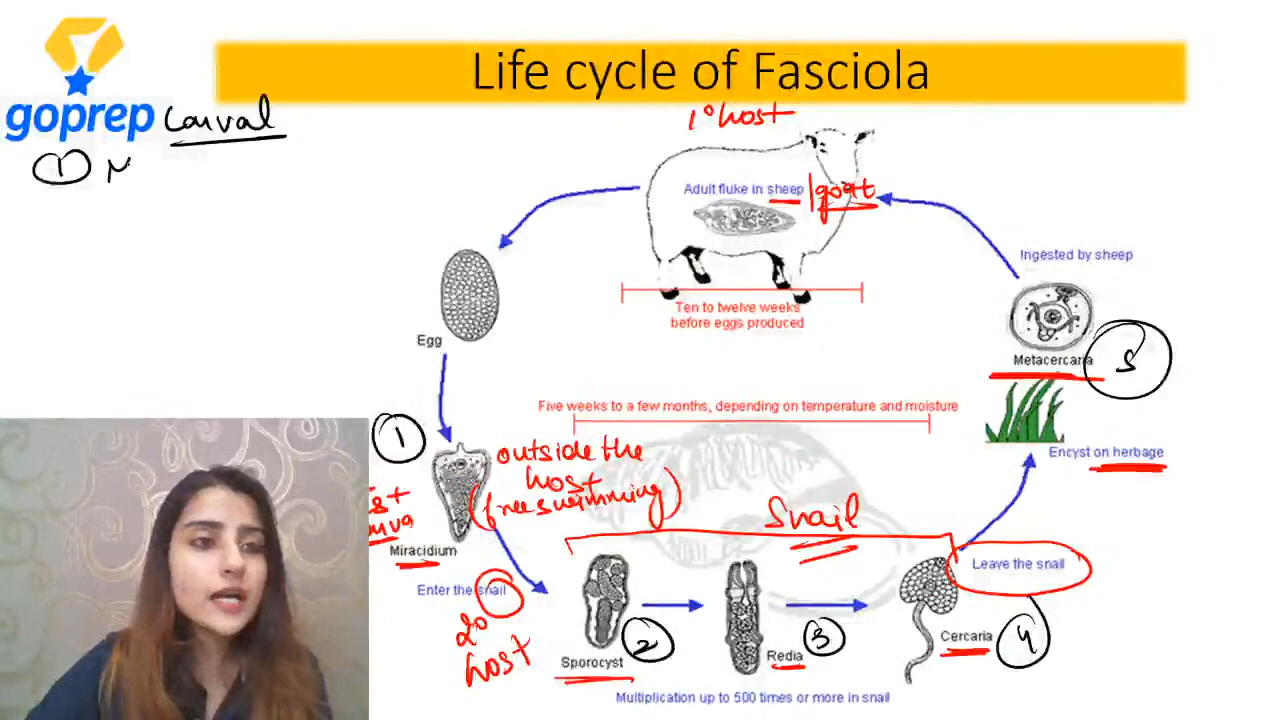 Life cycle of Fasciola
goprep
Larval
① M
1° host
Adult fluke in sheep | goat
Ingested by sheep
Ten to twelve weeks
before eggs produced
Egg
Metacercaria
5
Five weeks to a few months, depending on temperature and moisture
1
outside the
host
(free swimming)
Encyst on herbage
Snail
Miracidium
Enter the snail
2° host
Leave the snail
Sporocyst
2
Redia
3
Cercaria
4
Multiplication up to 500 times or more in snail